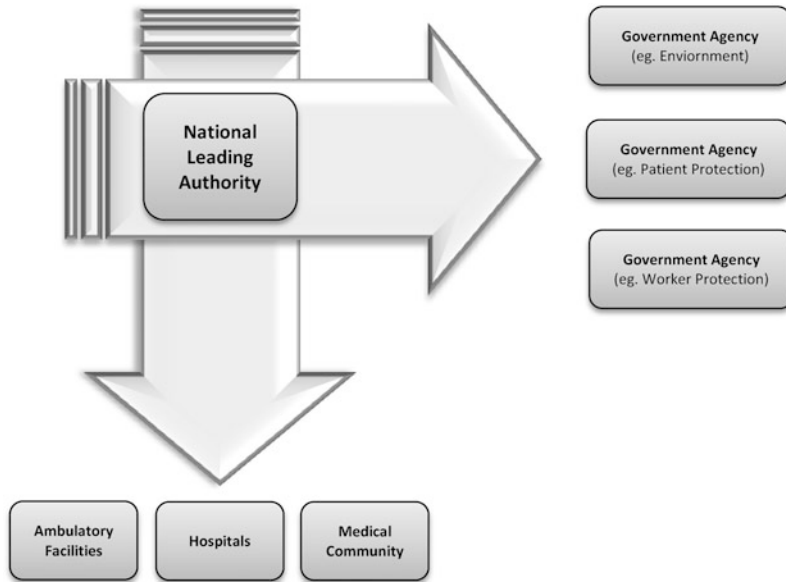 Government Agency
(eg. Enviornment)
National
Leading
Authority
Government Agency
(eg. Patient Protection)
Government Agency
(eg. Worker Protection)
Ambulatory
Facilities
Hospitals
Medical
Community